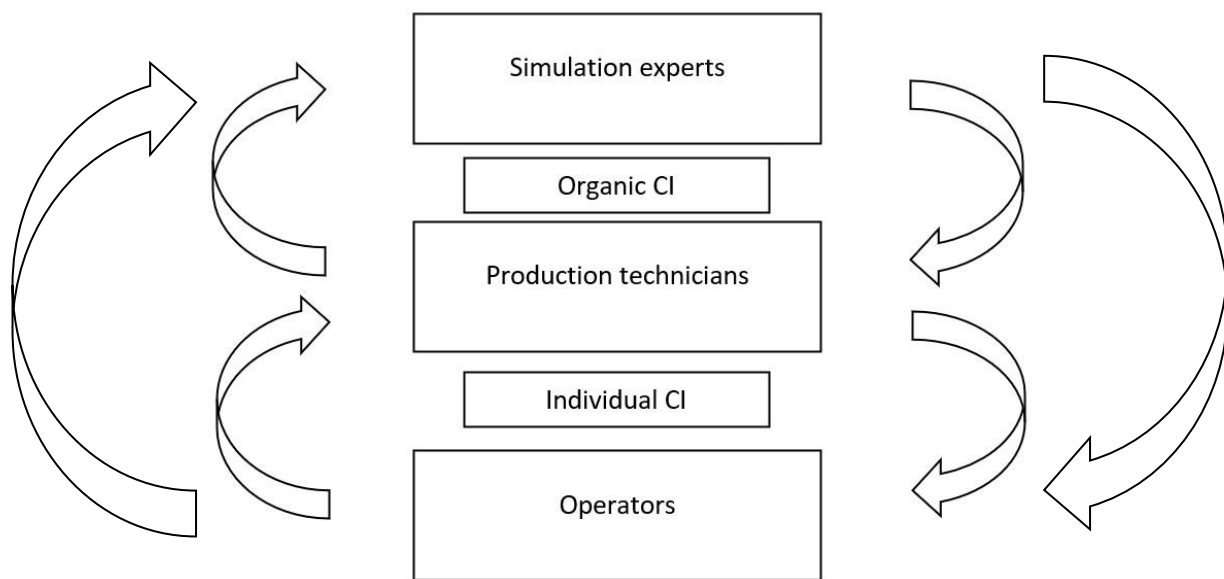 Simulation experts
Organic CI
Production technicians
Individual CI
Operators